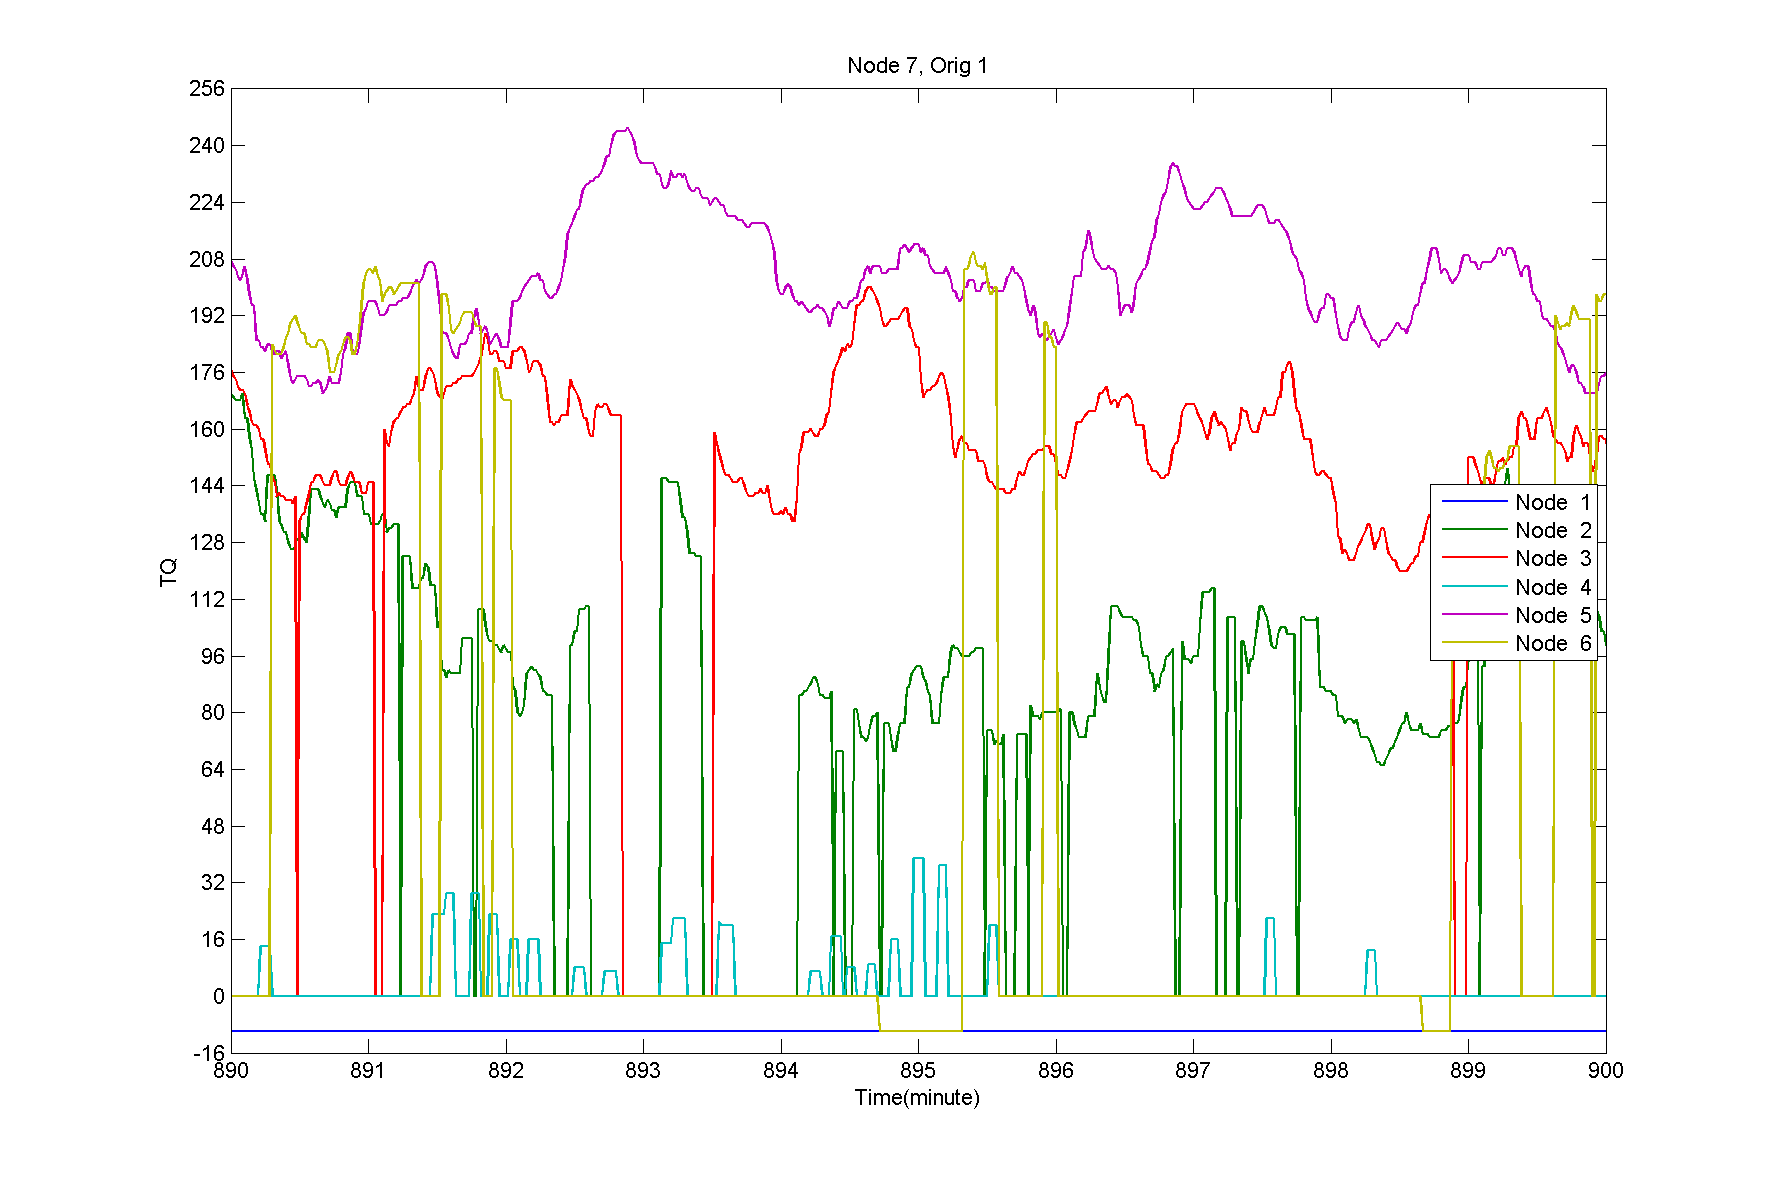 Node 7, Orig 1
256
240
224
208
192
176
160
144
128
112
96
80
64
48
32
16
0
-16
TQ
Node 1
Node 2
Node 3
Node 4
Node 5
Node 6
890 891 892 893 894 895 896 897 898 899 900
Time(minute)